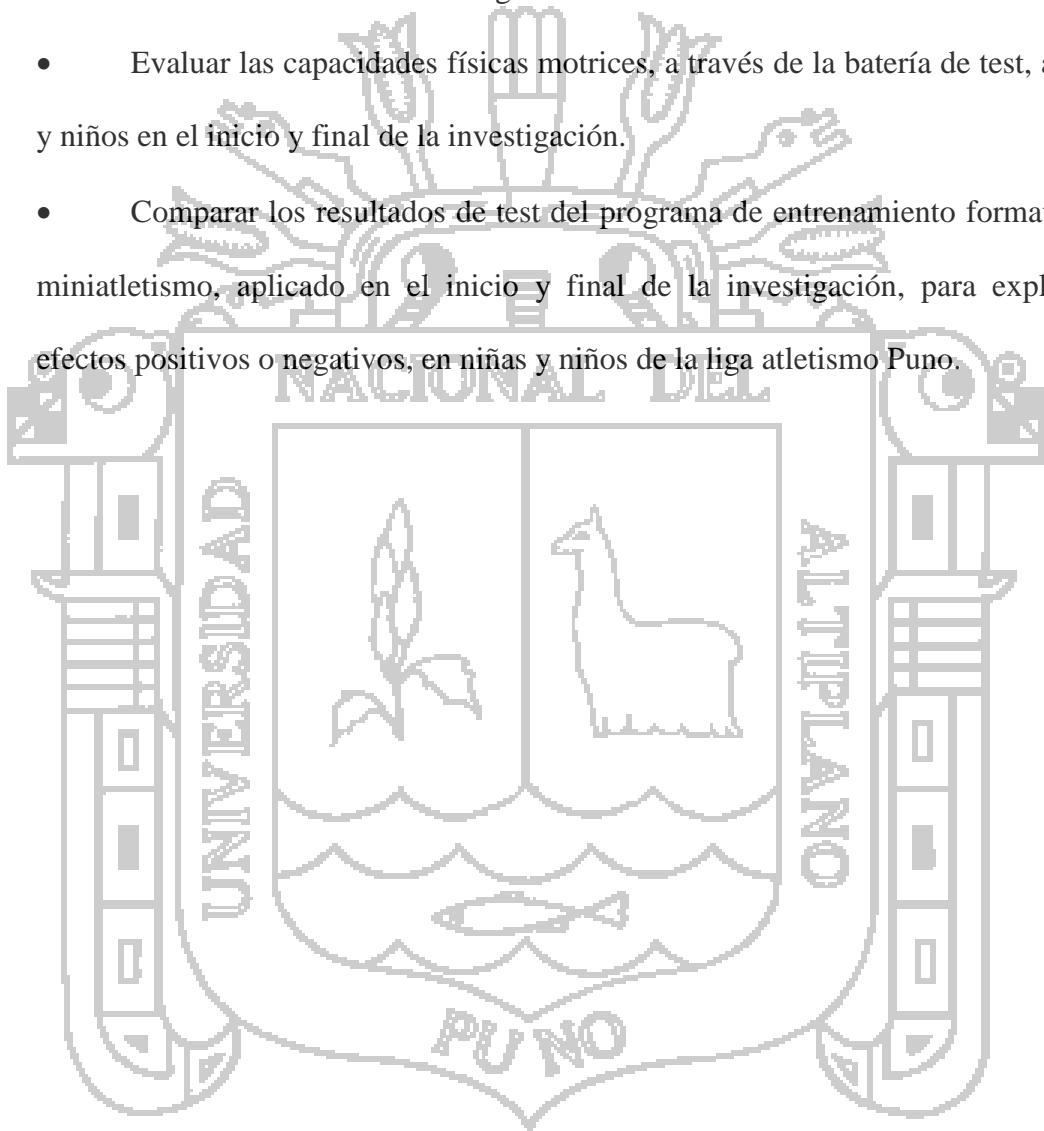 • Evaluar las capacidades físicas motrices, a través de la batería de test, a
y niños en el inicio y final de la investigación.
• Comparar los resultados de test del programa de entrenamiento forma
miniatletismo, aplicado en el inicio y final de la investigación, para expl
efectos positivos o negativos, en niñas y niños de la liga atletismo Puno.
NACIONAL DEL
UNIVERSIDAD
ALTIPLANO
PUNO